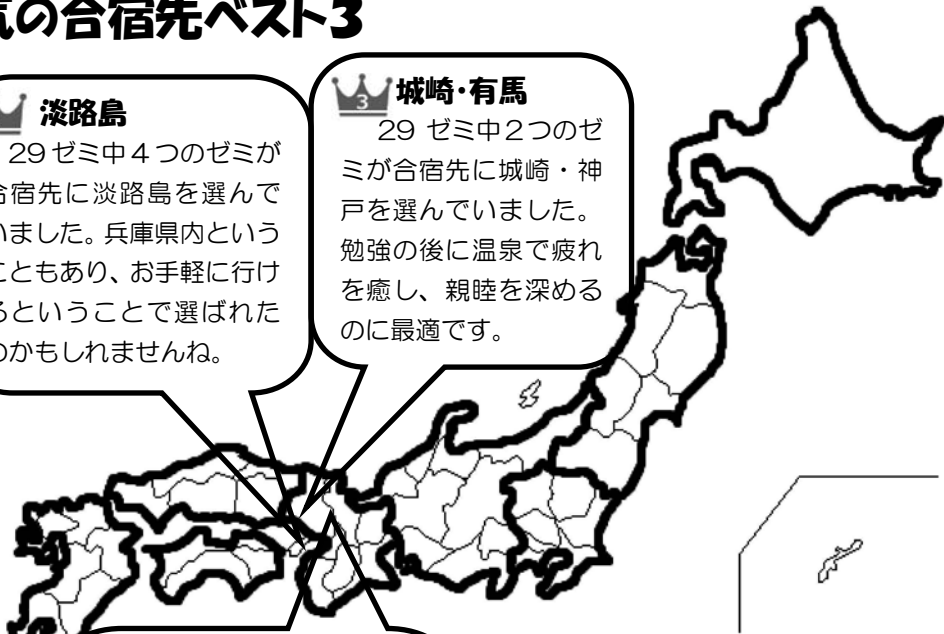 の合宿先ベスト3
淡路島
29ゼミ中4つのゼミが
合宿先に淡路島を選んで
いました。兵庫県内という
こともあり、お手軽に行け
るということで選ばれた
のかもしれませんね。
3
城崎・有馬
29 ゼミ中2つのゼ
ミが合宿先に城崎・神
戸を選んでいました。
勉強の後に温泉で疲れ
を癒し、親睦を深める
のに最適です。